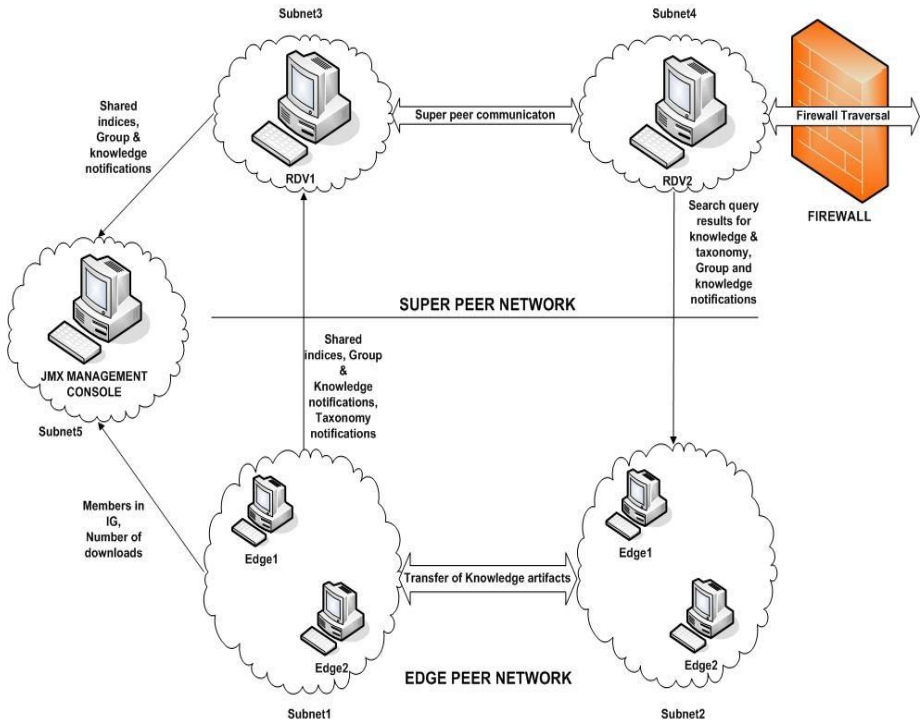 Subnet3
Subnet4
Shared
indices,
Group &
knowledge
notifications
Super peer communicaton
Firewall Traversal
RDV1
RDV2
FIREWALL
Search query
results for
knowledge &
taxonomy,
Group and
knowledge
notifications
SUPER PEER NETWORK
JMX MANAGEMENT
CONSOLE
Subnet5
Shared
indices, Group
&
Knowledge
notifications,
Taxonomy
notifications
Members in
IG,
Number of
downloads
Edge1
Edge2
Transfer of Knowledge artifacts
Edge1
Edge2
EDGE PEER NETWORK
Subnet1
Subnet2